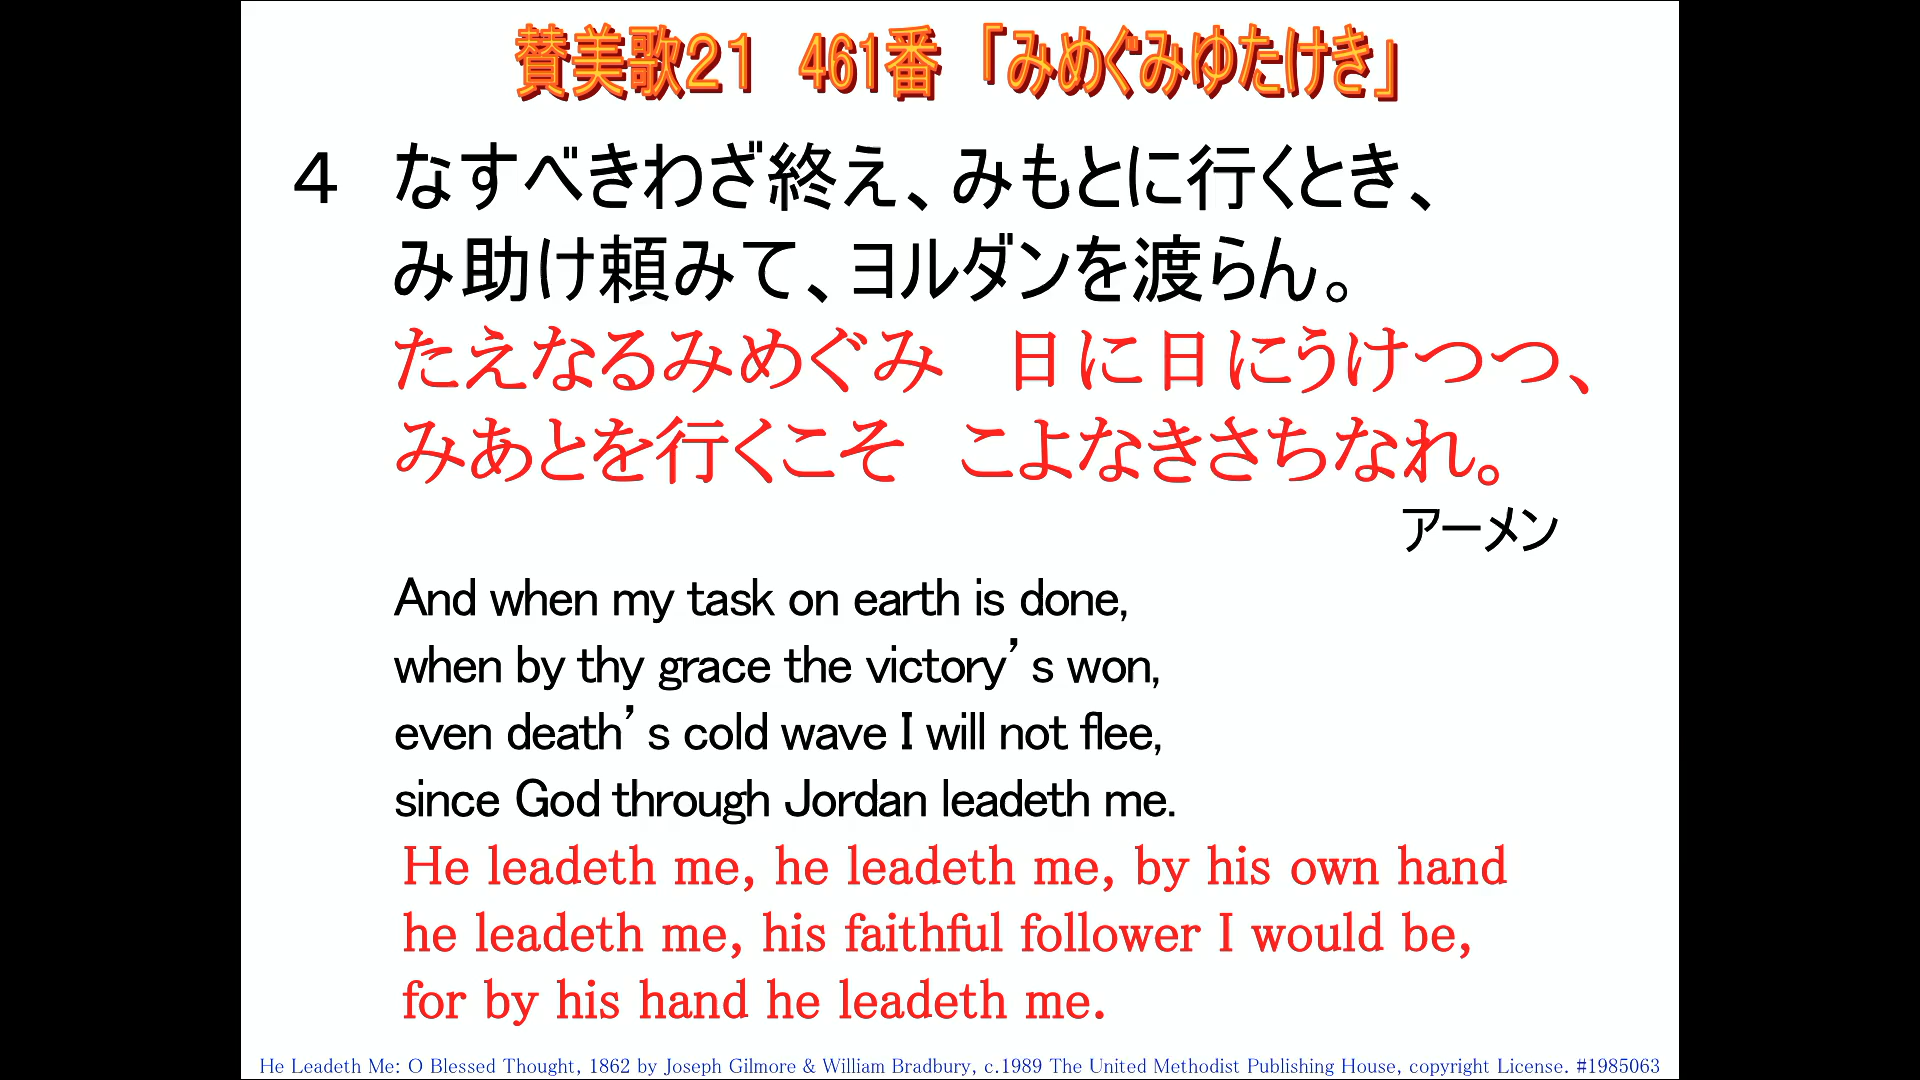 賛美歌２１　461番　「みめぐみゆたけき」
４　なすべきわざ終え、みもとに行くとき、
み助け頼みて、ヨルダンを渡らん。
たえなるみめぐみ　日に日にうけつつ、
みあとを行くこそ　こよなきさちなれ。
アーメン
And when my task on earth is done,
when by thy grace the victory’s won,
even death’s cold wave I will not flee,
since God through Jordan leadeth me.
He leadeth me, he leadeth me, by his own hand
he leadeth me, his faithful follower I would be,
for by his hand he leadeth me.
He Leadeth Me: O Blessed Thought, 1862 by Joseph Gilmore & William Bradbury, c.1989 The United Methodist Publishing House, copyright License. #1985063